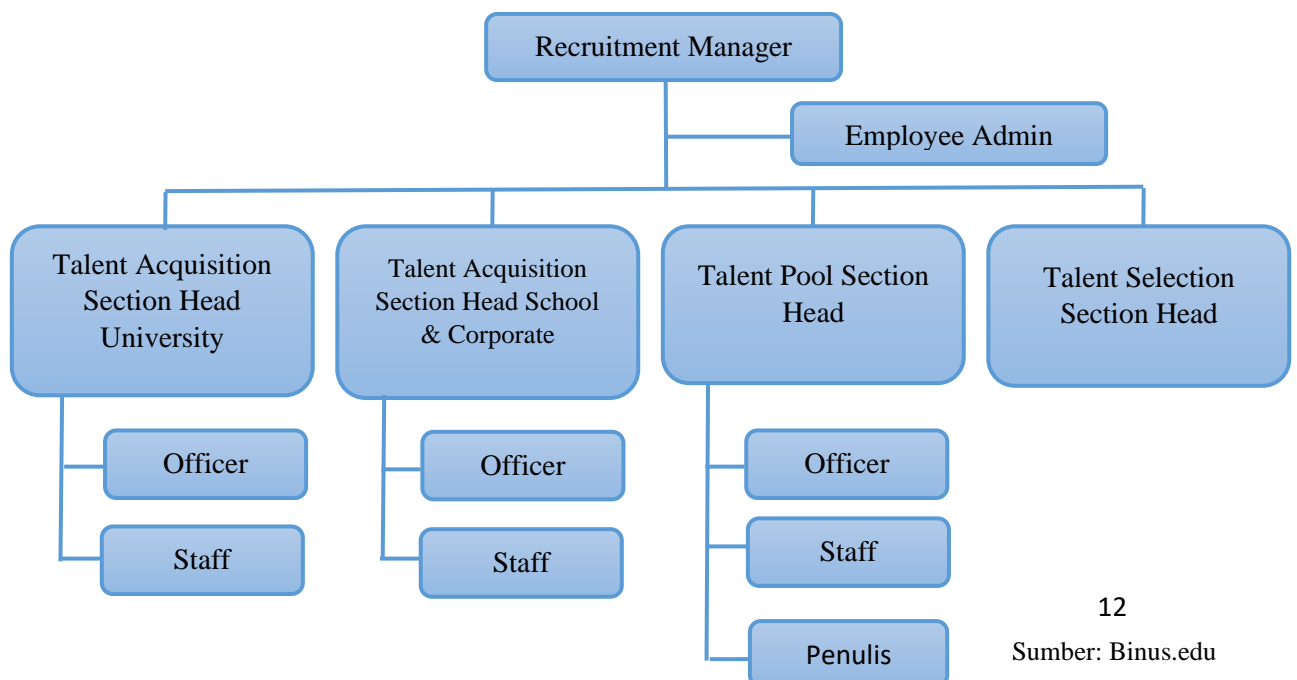 Recruitment Manager
Employee Admin
Talent Acquisition
Section Head
University
Talent Acquisition
Section Head School
& Corporate
Talent Pool Section
Head
Talent Selection
Section Head
Officer
Officer
Officer
Staff
Staff
Staff
Penulis
12
Sumber: Binus.edu